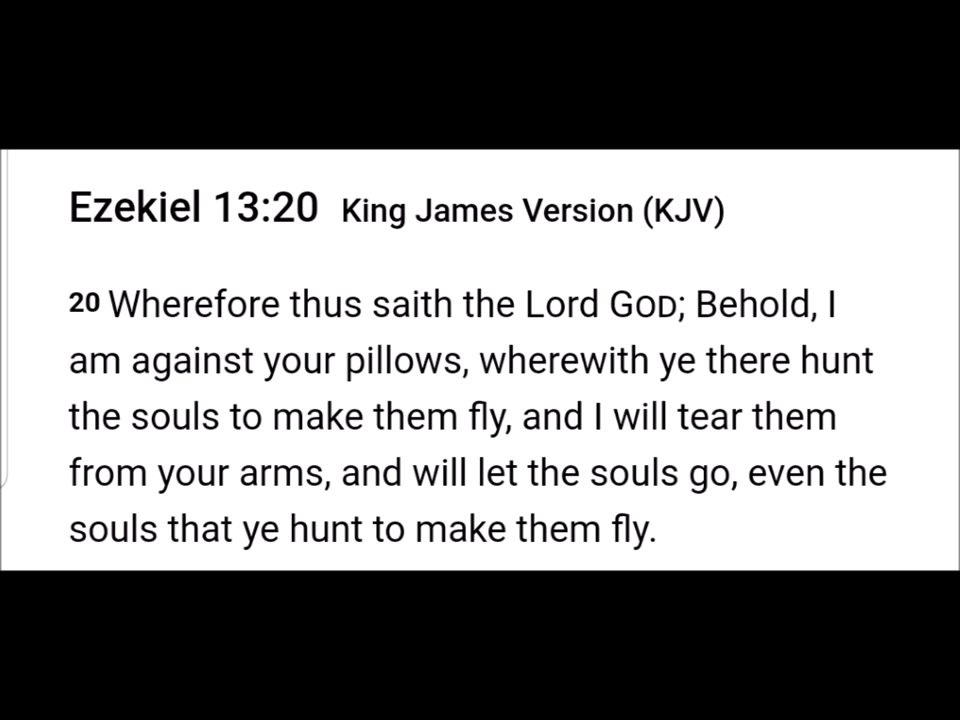 Ezekiel 13:20 King James Version (KJV)
20 Wherefore thus saith the Lord GOD; Behold, I
am against your pillows, wherewith ye there hunt
the souls to make them fly, and I will tear them
from your arms, and will let the souls go, even the
souls that ye hunt to make them fly.